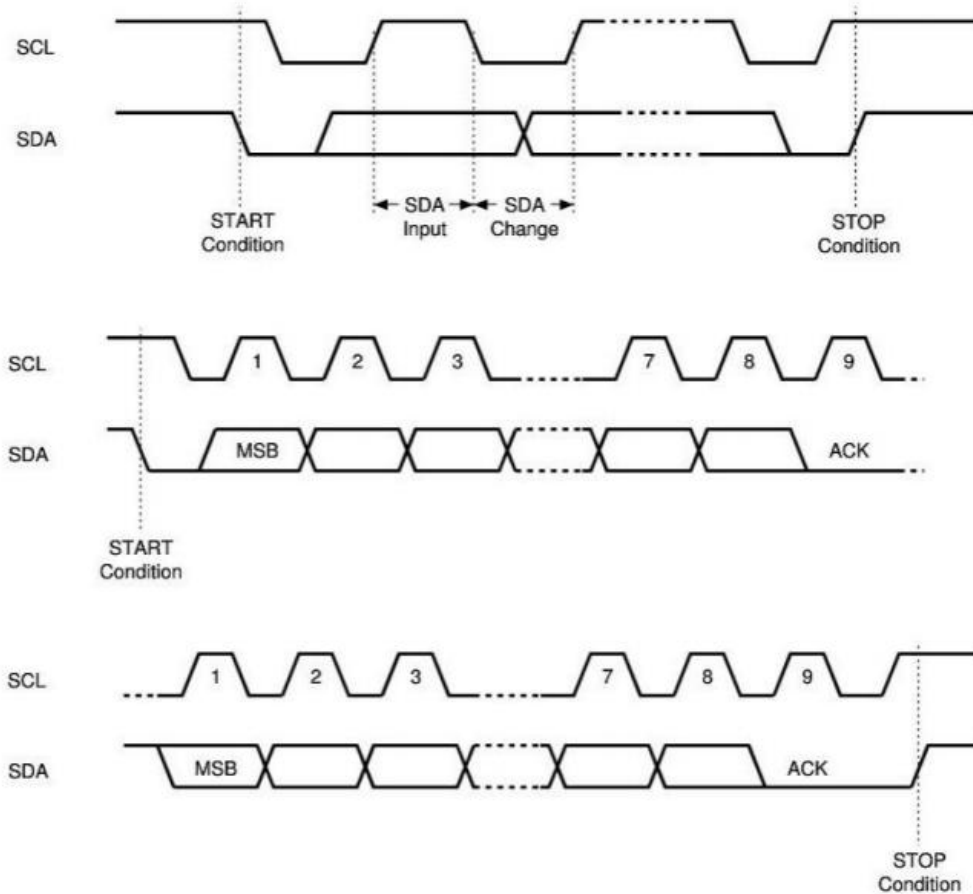 SCL
SDA
START
Condition
SDA
Input
SDA
Change
STOP
Condition
SCL
1 2 3 7 8 9
SDA
MSB ACK
START
Condition
SCL
1 2 3 7 8 9
SDA
MSB ACK
STOP
Condition